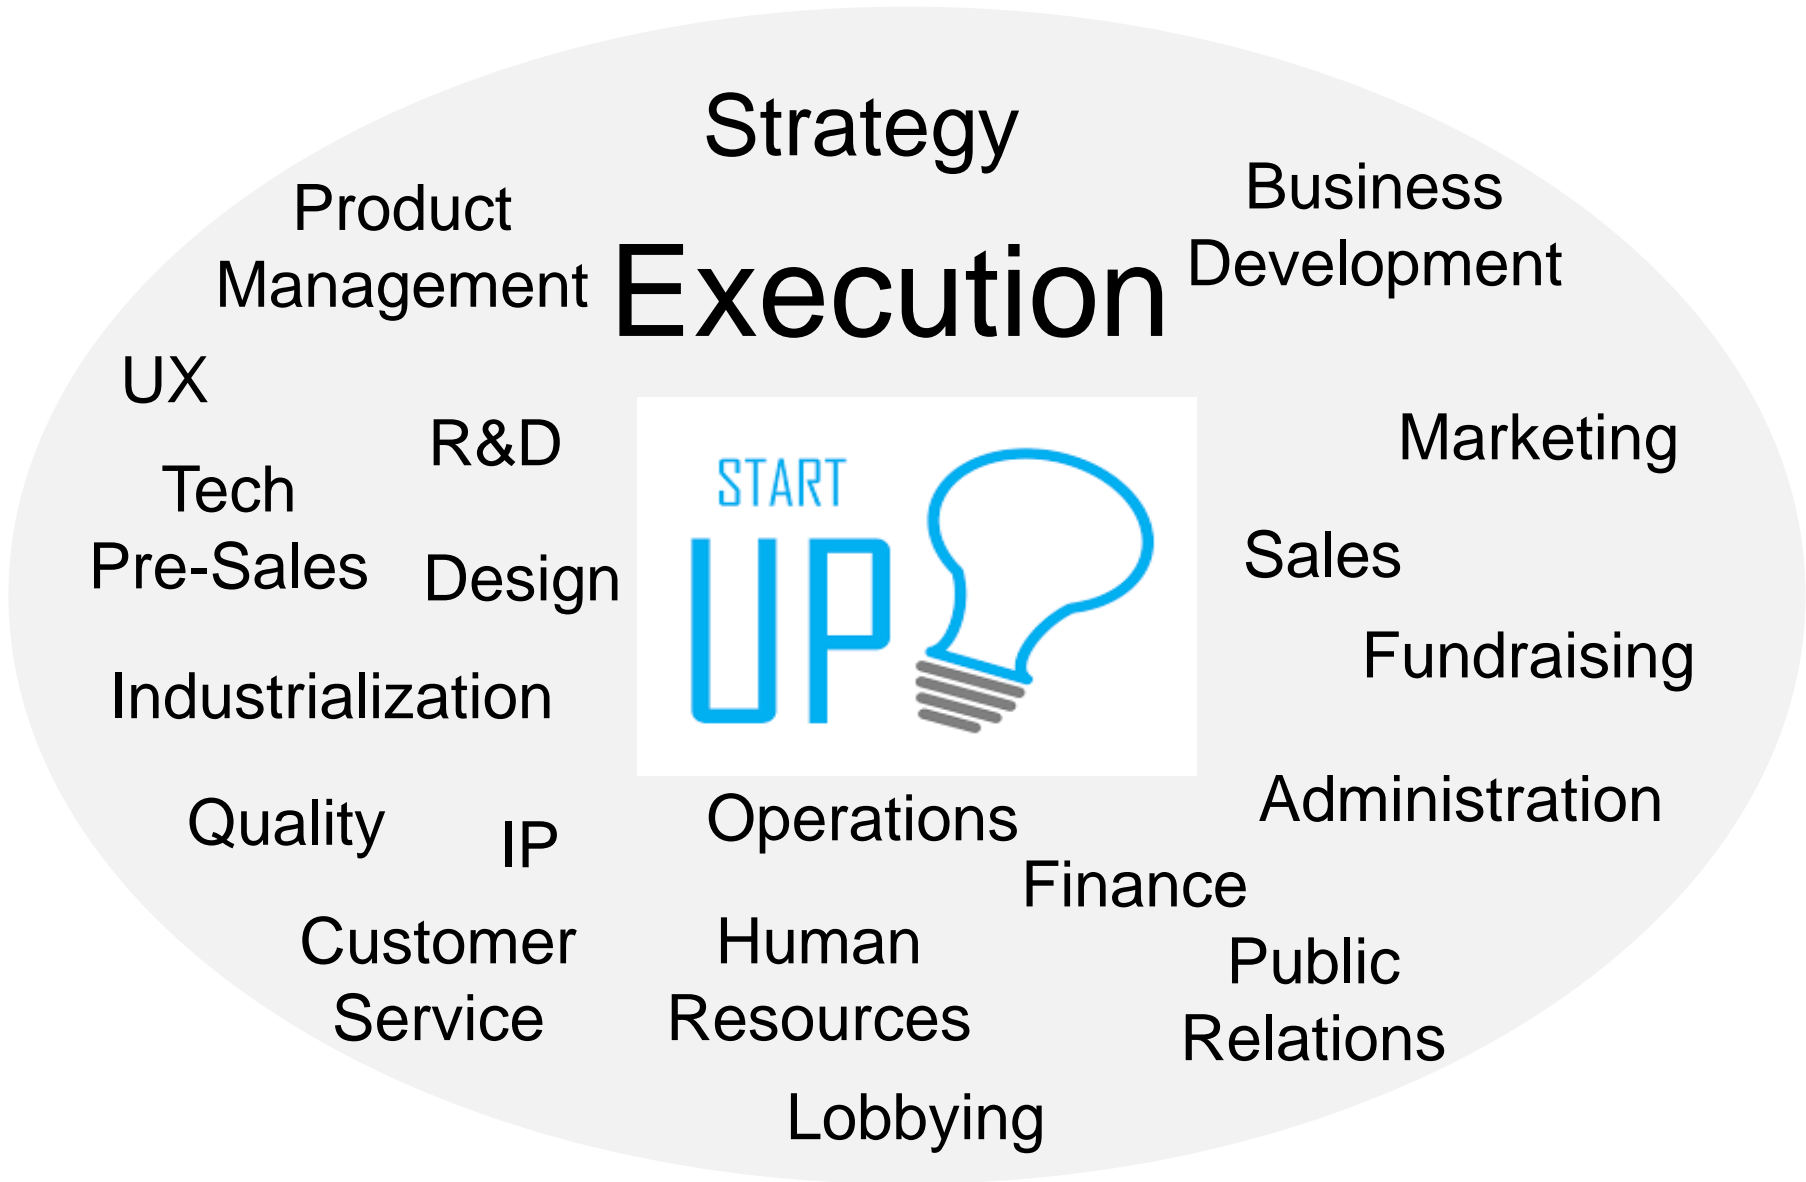 Strategy
Product
Management
Business
Development
Execution
UX
R&D
Tech
Pre-Sales
Design
START
UP
Marketing
Sales
Fundraising
Industrialization
Quality
IP
Operations
Administration
Finance
Customer
Service
Human
Resources
Public
Relations
Lobbying